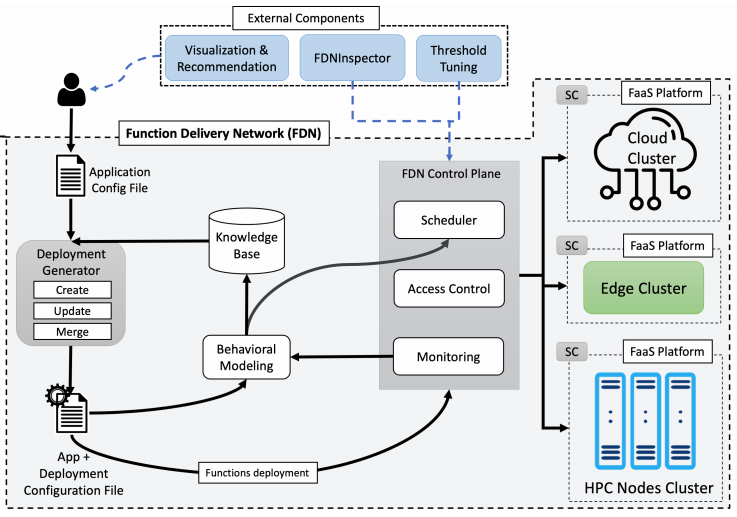 External Components
Visualization &
Recommendation
FDNInspector
Threshold
Tuning
Function Delivery Network (FDN)
SC
FaaS Platform
Cloud
Cluster
Application
Config File
FDN Control Plane
Scheduler
Knowledge
Base
Deployment
Generator
Create
Update
Merge
Access Control
SC
FaaS Platform
Edge Cluster
Behavioral
Modeling
Monitoring
SC
FaaS Platform
App +
Deployment
Configuration File
Functions deployment
HPC Nodes Cluster